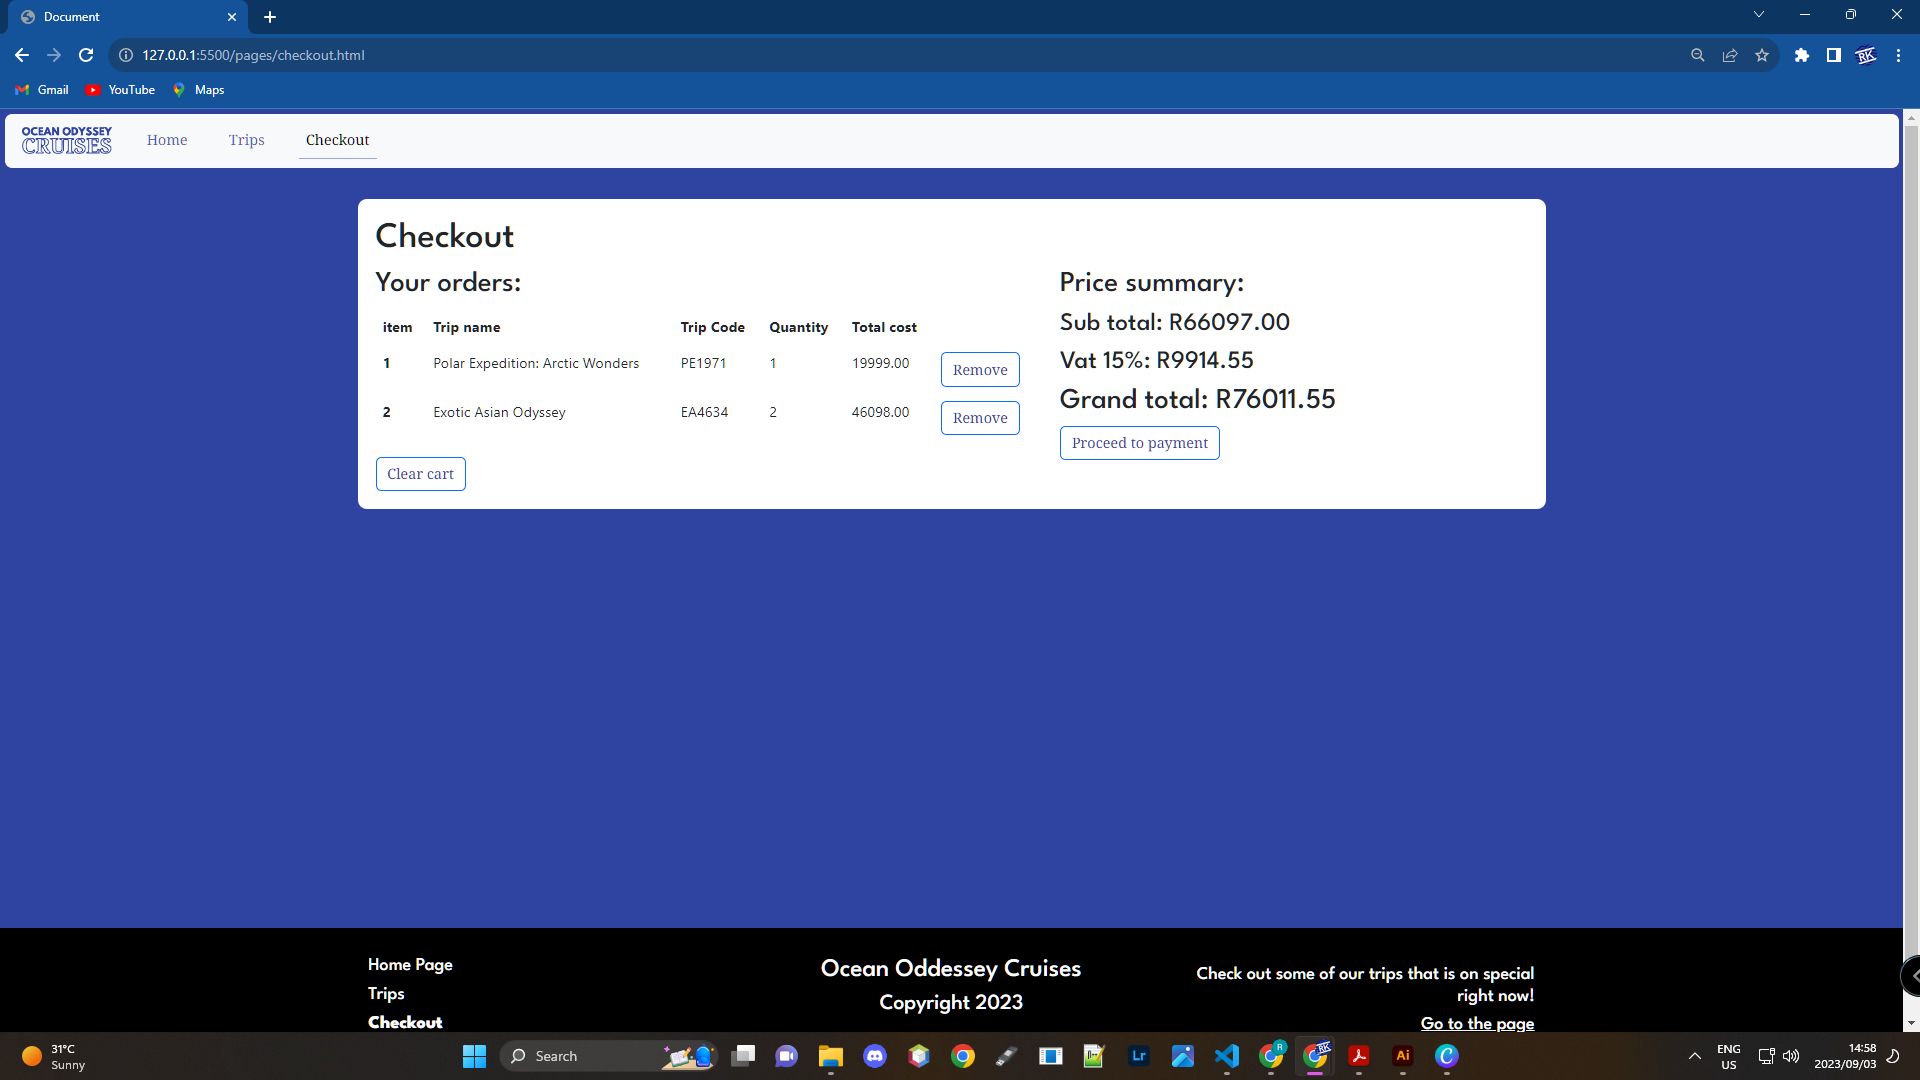 Document
127.0.0.1:5500/pages/checkout.html
RK
Gmail YouTube Maps
OCEAN ODYSSEY
CRUISES
Home Trips Checkout
Checkout
Your orders:
item Trip name Trip Code Quantity Total cost
1 Polar Expedition: Arctic Wonders PE1971 1 19999.00 Remove
2 Exotic Asian Odyssey EA4634 2 46098.00 Remove
Clear cart
Price summary:
Sub total: R66097.00
Vat 15%: R9914.55
Grand total: R76011.55
Proceed to payment
Home Page
Trips
Checkout
Ocean Oddessey Cruises
Copyright 2023
Check out some of our trips that is on special
right now!
Go to the page
31°C
Sunny
Search
Lr
R
RK
Ai
C
ENG
US
14:58
2023/09/03